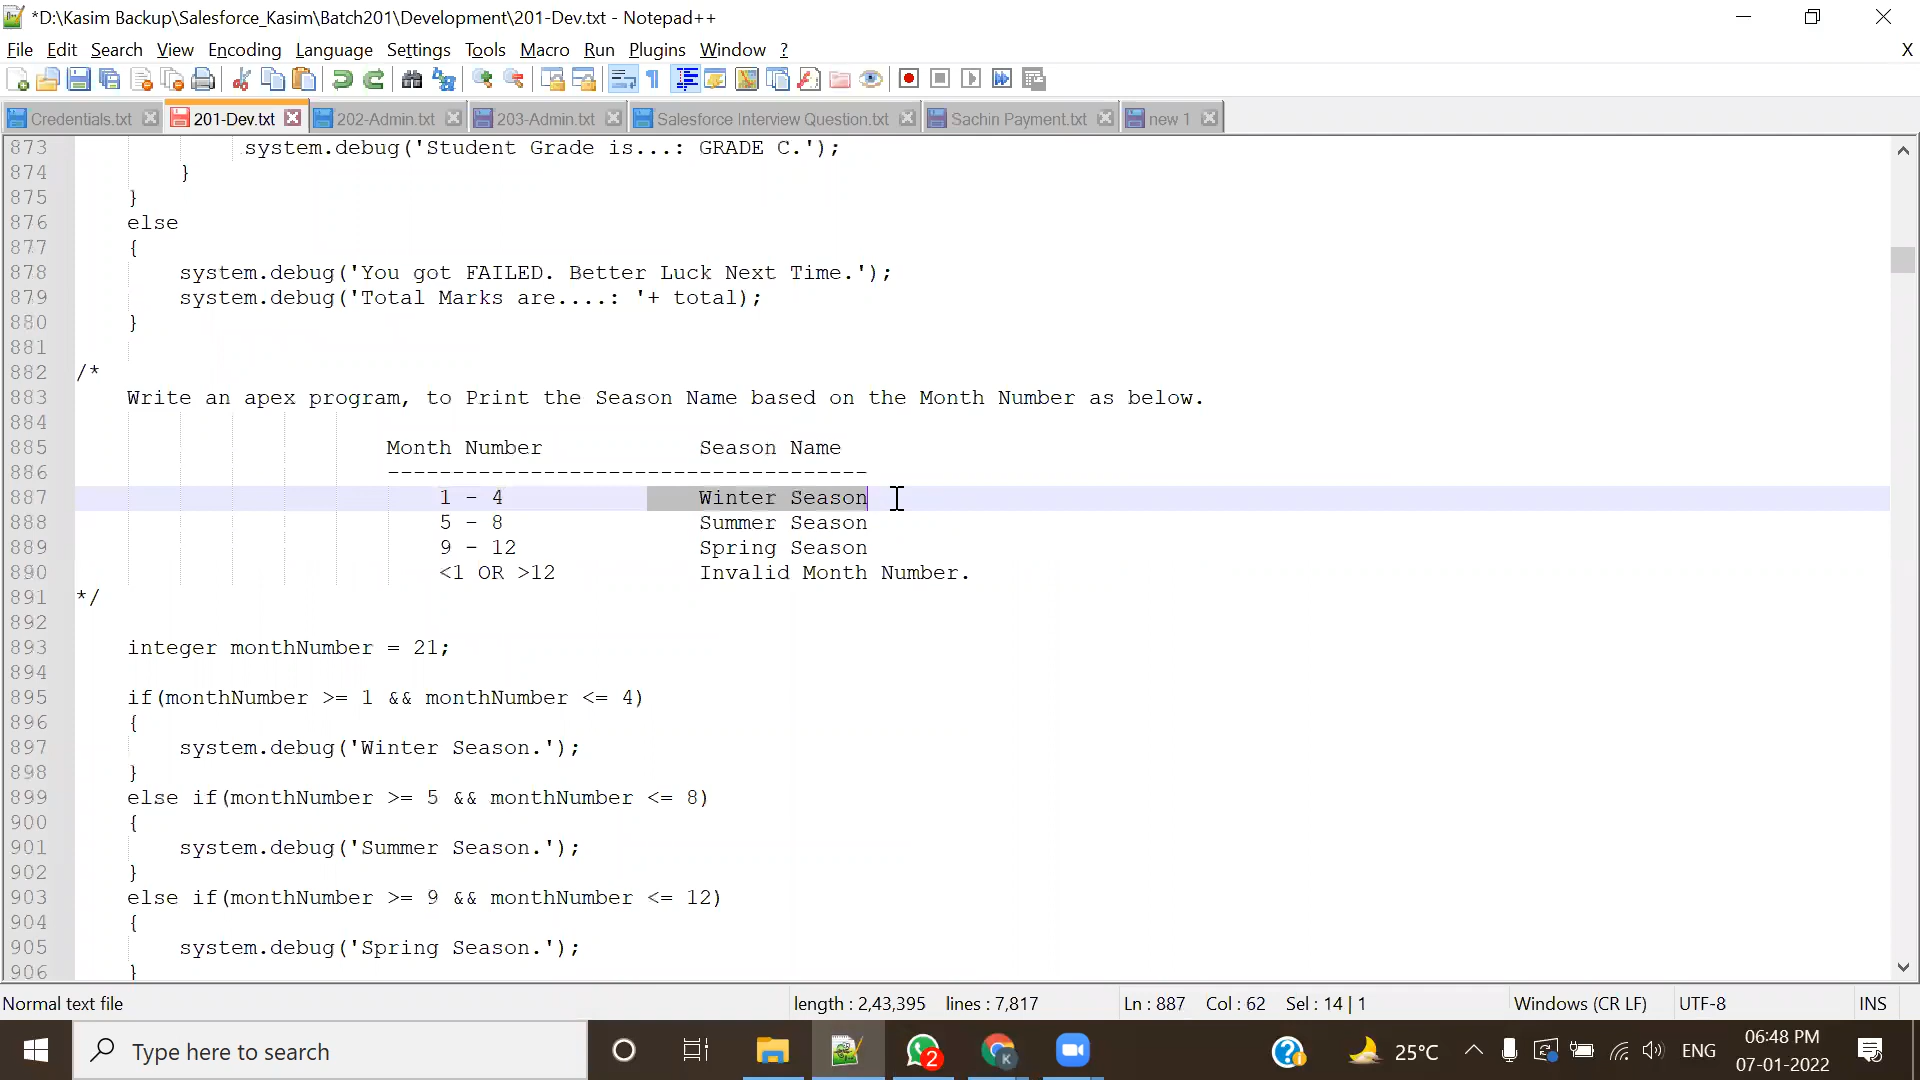 *D:\Kasim Backup\Salesforce_Kasim\Batch201\Development\201-Dev.txt - Notepad++
File Edit Search View Encoding Language Settings Tools Macro Run Plugins Window ? X
Credentials.txt 201-Dev.txt 202-Admin.txt 203-Admin.txt Salesforce Interview Question.txt Sachin Payment.txt new 1
873 system.debug('Student Grade is...: GRADE C.');
874 }
875 }
876 else
877 {
878 system.debug('You got FAILED. Better Luck Next Time.');
879 system.debug('Total Marks are....: '+ total);
880 }
881
882 /*
883 Write an apex program, to Print the Season Name based on the Month Number as below.
884
885 Month Number Season Name
886 -------------------------------------
887 1 - 4 Winter Season
888 5 - 8 Summer Season
889 9 - 12 Spring Season
890 <1 OR >12 Invalid Month Number.
891 */
892
893 integer monthNumber = 21;
894
895 if(monthNumber >= 1 && monthNumber <= 4)
896 {
897 system.debug('Winter Season.');
898 }
899 else if(monthNumber >= 5 && monthNumber <= 8)
900 {
901 system.debug('Summer Season.');
902 }
903 else if(monthNumber >= 9 && monthNumber <= 12)
904 {
905 system.debug('Spring Season.');
906 }
Normal text file length : 2,43,395 lines : 7,817 Ln : 887 Col : 62 Sel : 14 | 1 Windows (CR LF) UTF-8 INS
Type here to search 2 K 25°C ENG 06:48 PM
07-01-2022